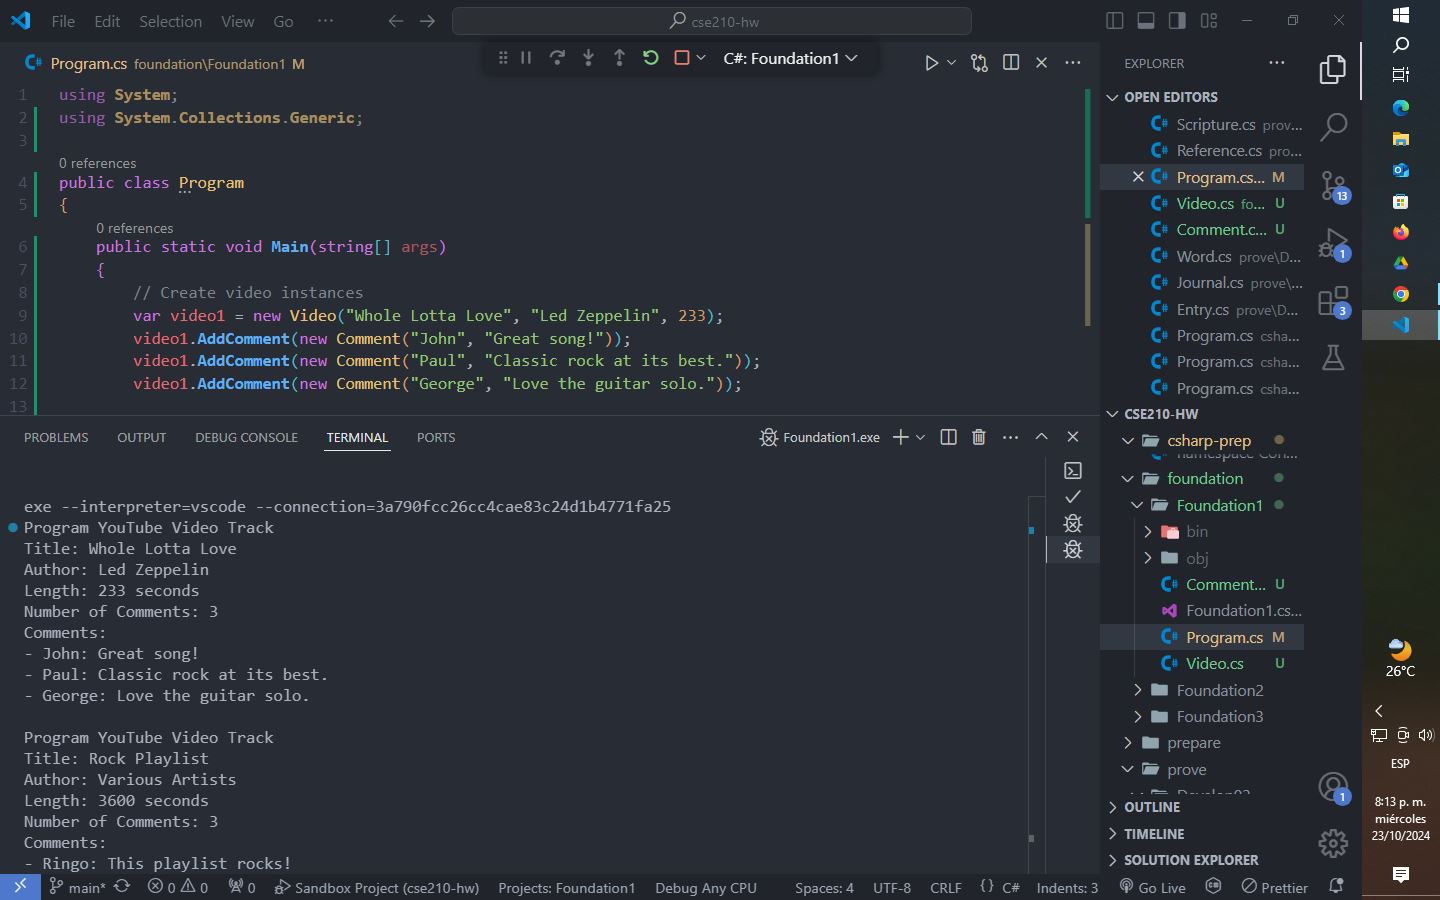 File Edit Selection View Go ···
cse210-hw
Program.cs foundation\Foundation1 M
C#: Foundation1
1 using System;
2 using System.Collections.Generic;
3
0 references
4 public class Program
5 {
0 references
6 public static void Main(string[] args)
7 {
8 // Create video instances
9 var video1 = new Video("Whole Lotta Love", "Led Zeppelin", 233);
10 video1.AddComment(new Comment("John", "Great song!"));
11 video1.AddComment(new Comment("Paul", "Classic rock at its best."));
12 video1.AddComment(new Comment("George", "Love the guitar solo."));
13
PROBLEMS OUTPUT DEBUG CONSOLE TERMINAL PORTS
Foundation1.exe
exe --interpreter=vscode --connection=3a790fcc26cc4cae83c24d1b4771fa25
Program YouTube Video Track
Title: Whole Lotta Love
Author: Led Zeppelin
Length: 233 seconds
Number of Comments: 3
Comments:
- John: Great song!
- Paul: Classic rock at its best.
- George: Love the guitar solo.
Program YouTube Video Track
Title: Rock Playlist
Author: Various Artists
Length: 3600 seconds
Number of Comments: 3
Comments:
- Ringo: This playlist rocks!
main* 0 0 0 Sandbox Project (cse210-hw) Projects: Foundation1 Debug Any CPU Spaces: 4 UTF-8 CRLF {} C# Indents: 3 Go Live Prettier
EXPLORER
OPEN EDITORS
Scripture.cs prov...
Reference.cs pro...
Program.cs... M
Video.cs fo... U
Comment.c... U
Word.cs prove\D...
Journal.cs prove\...
Entry.cs prove\D...
Program.cs csha...
Program.cs csha...
Program.cs csha...
CSE210-HW
csharp-prep
foundation
Foundation1
bin
obj
Comment... U
Foundation1.cs...
Program.cs M
Video.cs U
Foundation2
Foundation3
prepare
prove
OUTLINE
TIMELINE
SOLUTION EXPLORER
13
1
3
1
26°C
ESP
8:13 p. m.
miércoles
23/10/2024